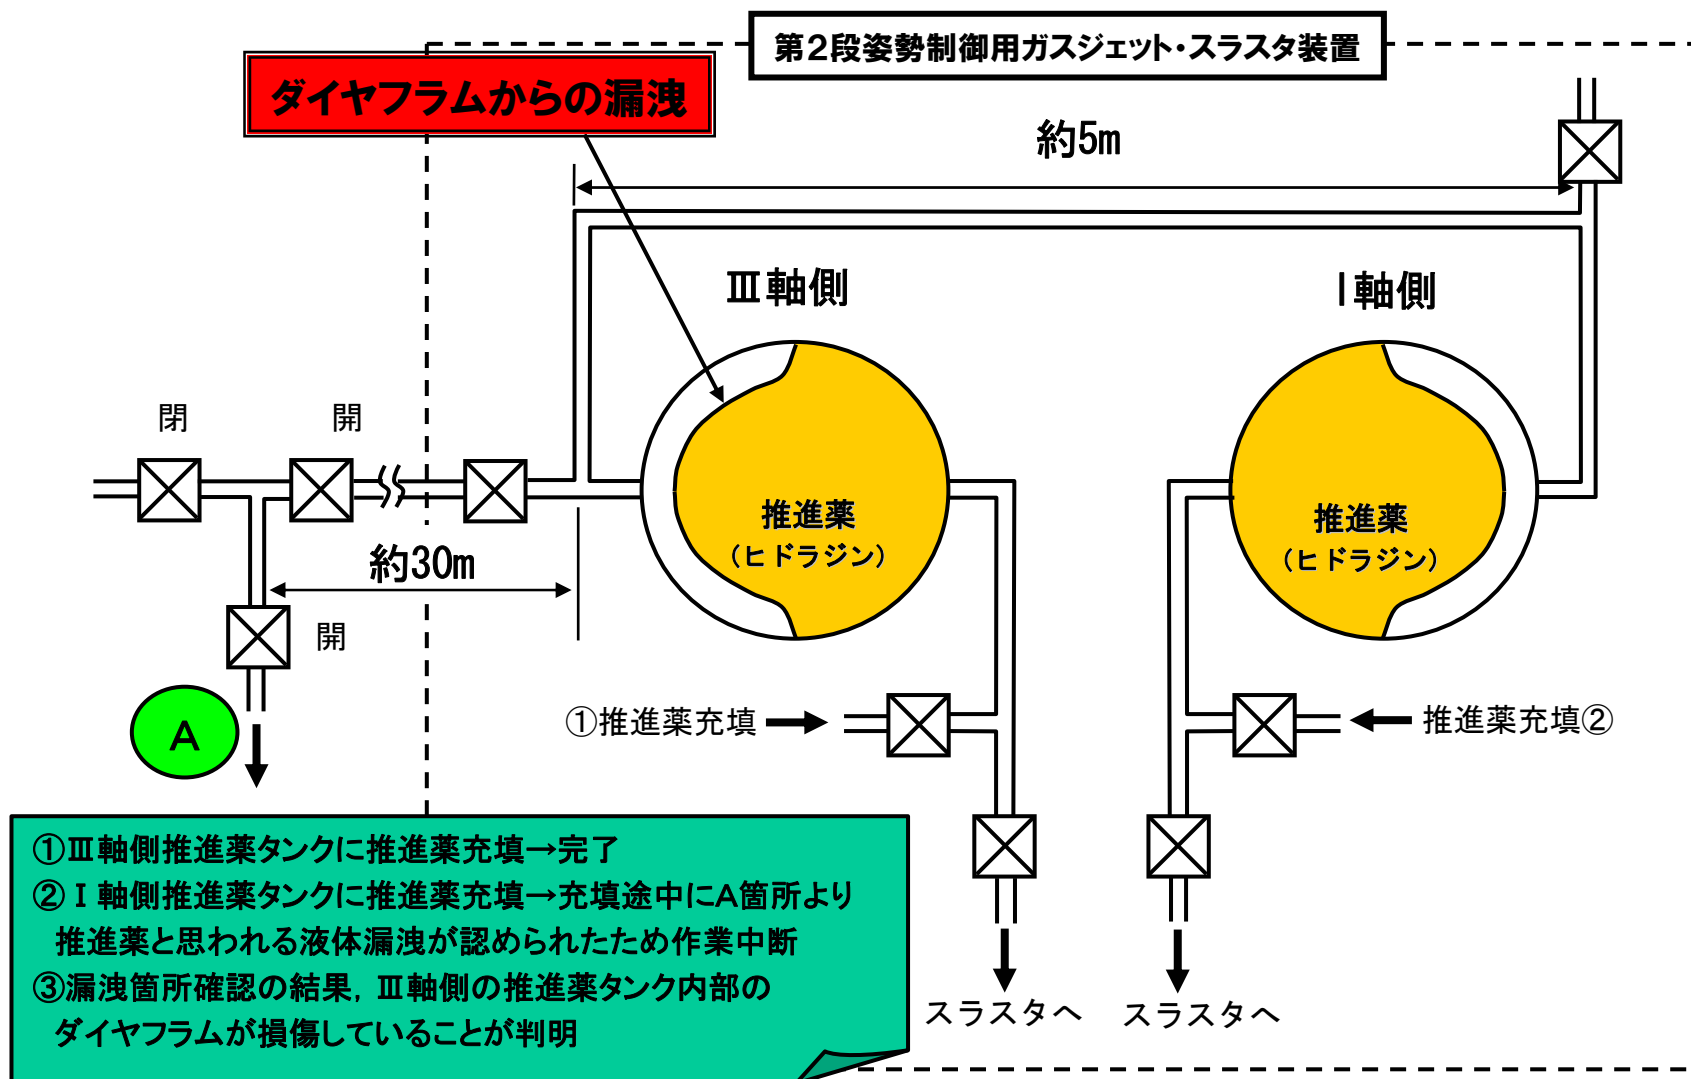 第2段姿勢制御用ガスジェット・スラスタ装置
ダイヤフラムからの漏洩
約5m
Ⅲ軸側
Ⅰ軸側
閉
開
推進薬
(ヒドラジン)
推進薬
(ヒドラジン)
約30m
開
A
①推進薬充填
推進薬充填②
①Ⅲ軸側推進薬タンクに推進薬充填→完了
②Ⅰ軸側推進薬タンクに推進薬充填→充填途中にA箇所より
推進薬と思われる液体漏洩が認められたため作業中断
③漏洩箇所確認の結果,Ⅲ軸側の推進薬タンク内部の
ダイヤフラムが損傷していることが判明
スラスタへ
スラスタへ